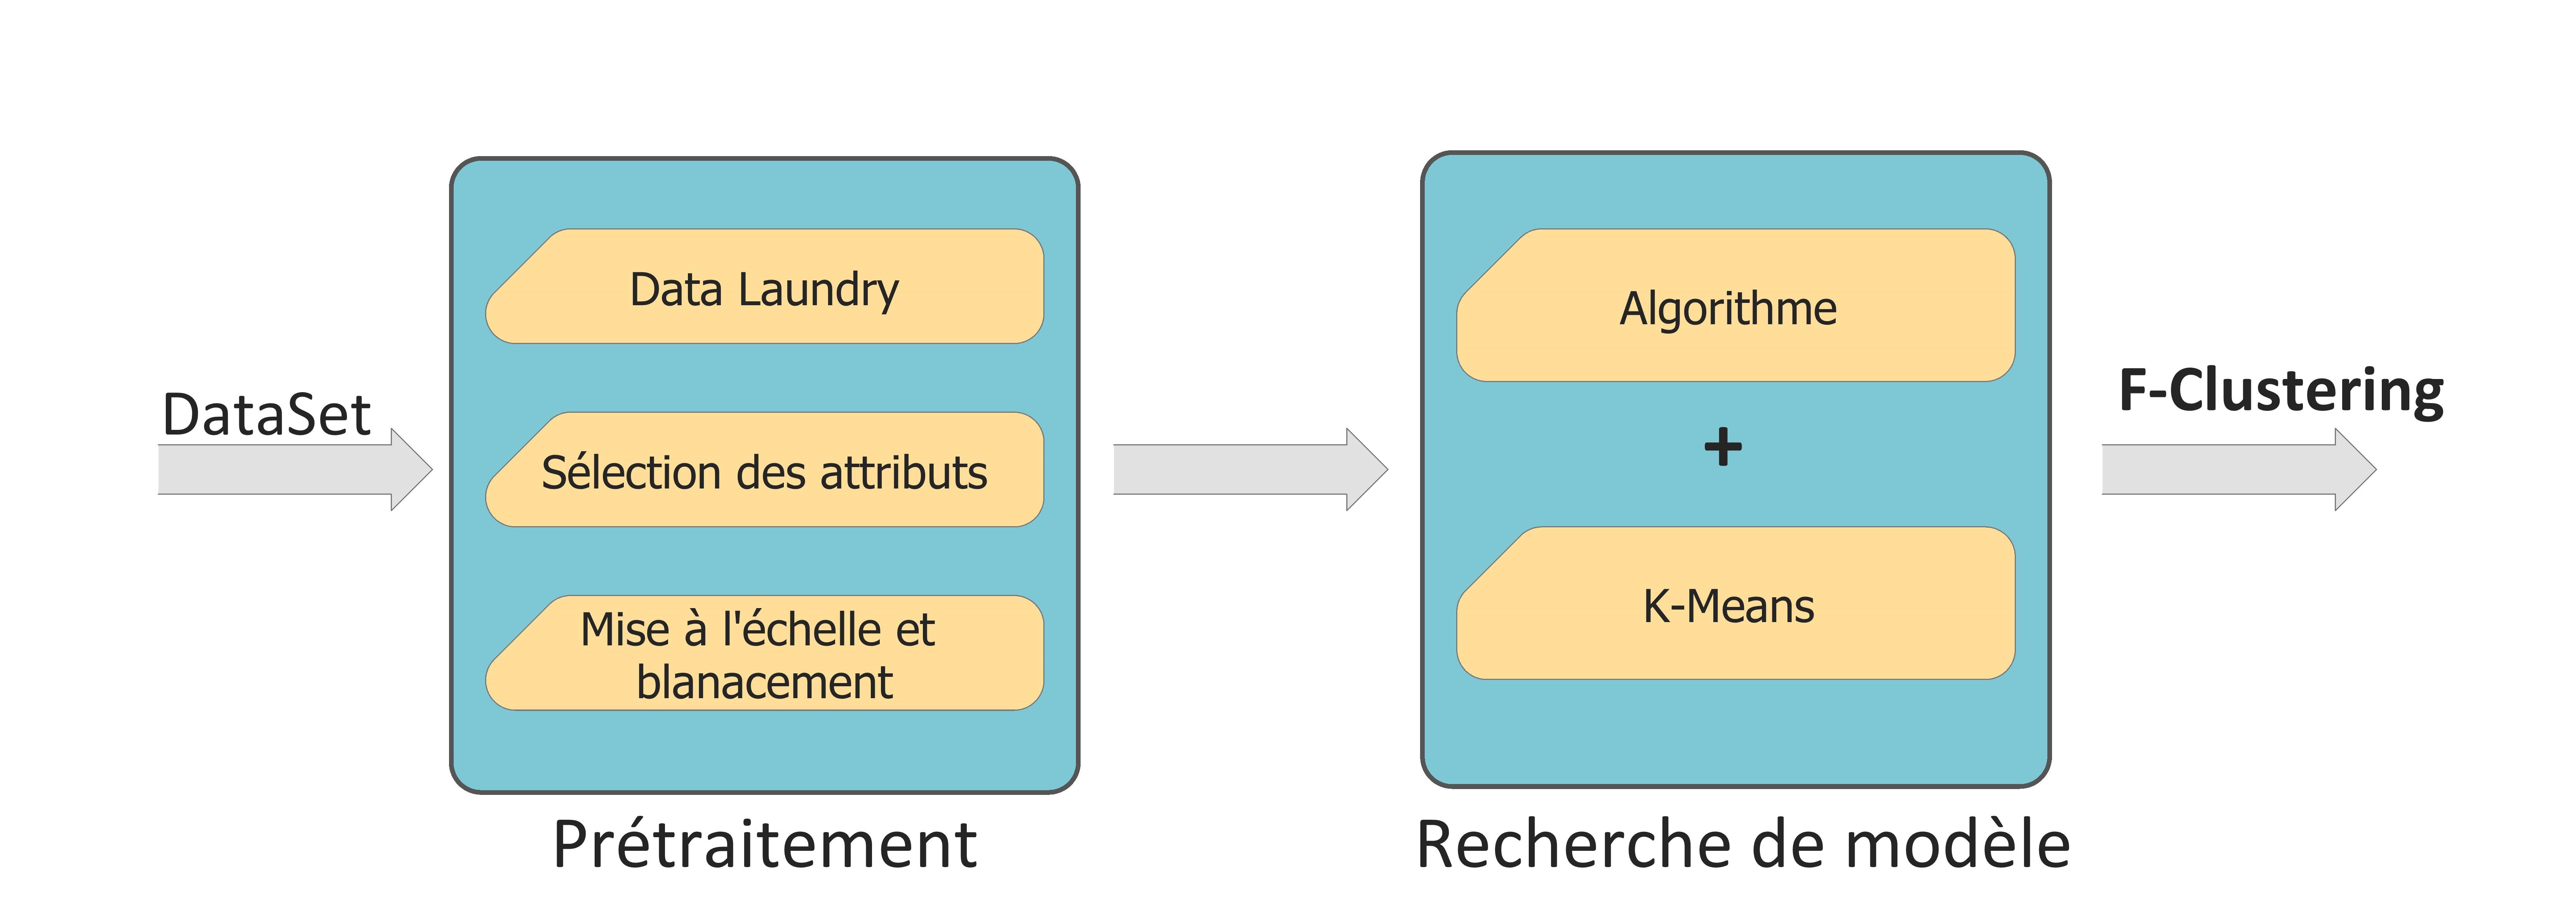 DataSet
Data Laundry
Sélection des attributs
Mise à l'échelle et
blanacement
Prétraitement
Algorithme
+
K-Means
Recherche de modèle
F-Clustering